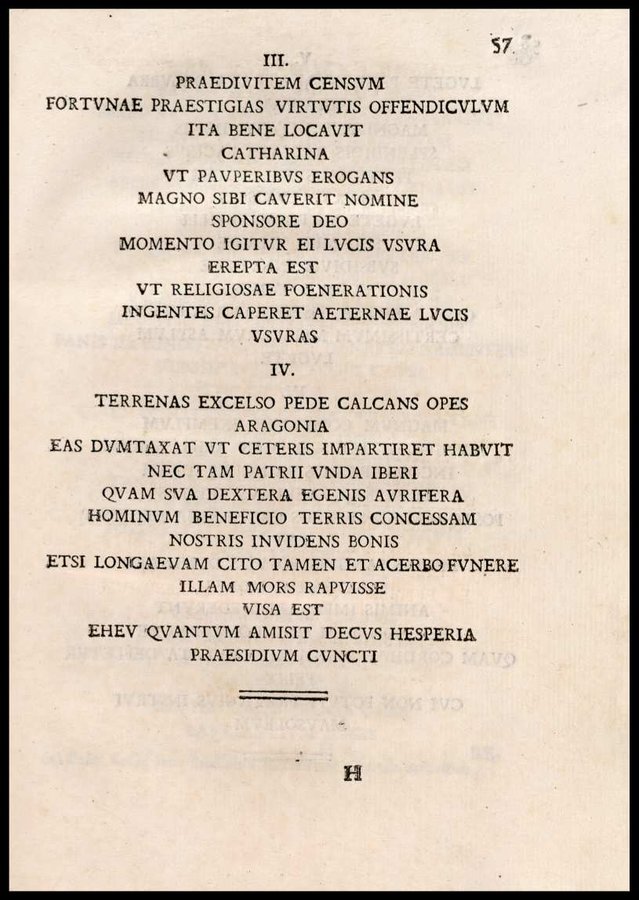 57
III.
PRAEDIVITEM CENSVM
FORTVNAE PRAESTIGIAS VIRTVTIS OFFENDICVLVM
ITA BENE LOCAVIT
CATHARINA
VT PAVPERIBVS EROGANS
MAGNO SIBI CAVERIT NOMINE
SPONSORE DEO
MOMENTO IGITVR EI LVCIS VSVRA
EREPTA EST
VT RELIGIOSAE FOENERATIONIS
INGENTES CAPERET AETERNAE LVCIS
VSVRAS
IV.
TERRENAS EXCELSO PEDE CALCANS OPES
ARAGONIA
EAS DVMTAXAT VT CETERIS IMPARTIRET HABVIT
NEC TAM PATRII VNDA IBERI
QVAM SVA DEXTERA EGENIS AVRIFERA
HOMINVM BENEFICIO TERRIS CONCESSAM
NOSTRIS INVIDENS BONIS
ETSI LONGAEVAM CITO TAMEN ET ACERBO FVNERE
ILLAM MORS RAPVISSE
VISA EST
EHEV QVANTVM AMISIT DECVS HESPERIA
PRAESIDIVM CVNCTI
H